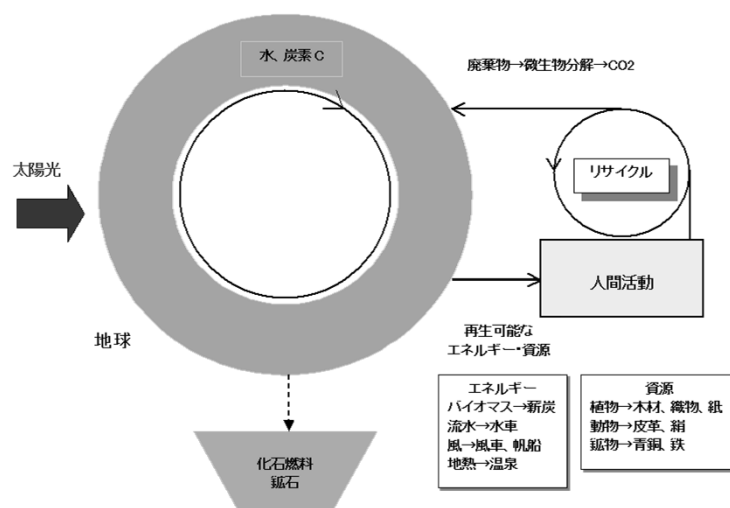 水、炭素C
廃棄物→微生物分解→CO2
太陽光
リサイクル
人間活動
地球
再生可能な
エネルギー・資源
エネルギー
バイオマス→薪炭
流水→水車
風→風車、帆船
地熱→温泉
資源
植物→木材、織物、紙
動物→皮革、絹
鉱物→青銅、鉄
化石燃料
鉱石